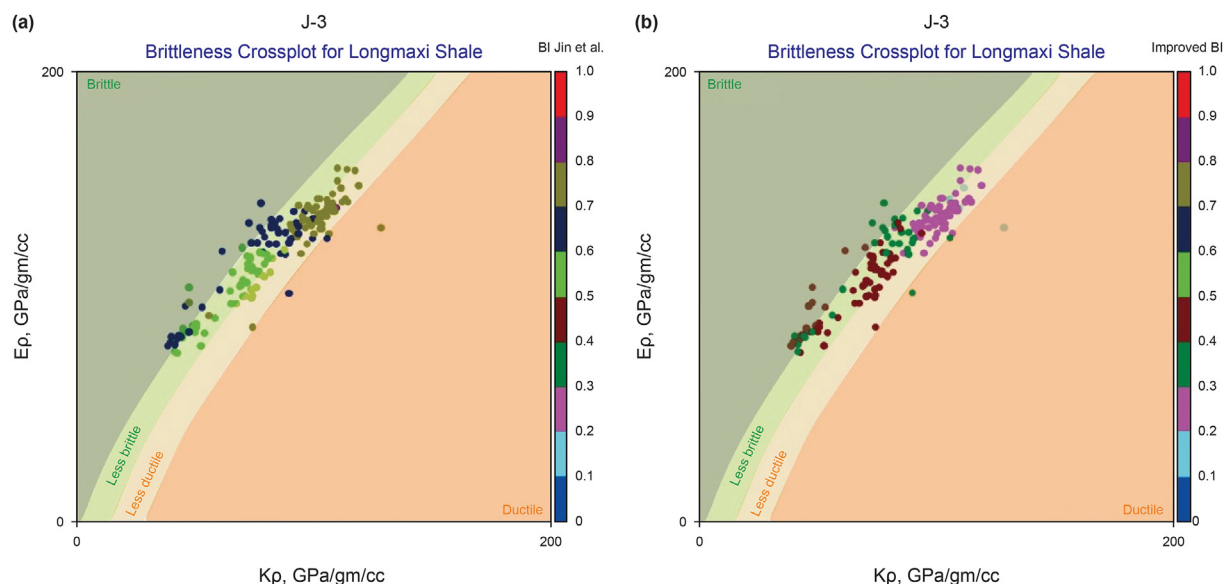 (a)
J-3
Brittleness Crossplot for Longmaxi Shale
BI Jin et al.
200
Brittle
1.0
0.9
0.8
0.7
0.6
0.5
0.4
0.3
0.2
0.1
0
Eρ, GPa/gm/cc
Less brittle
Less ductile
Ductile
0
0
200
Kρ, GPa/gm/cc
(b)
J-3
Brittleness Crossplot for Longmaxi Shale
Improved BI
200
Brittle
1.0
0.9
0.8
0.7
0.6
0.5
0.4
0.3
0.2
0.1
0
Eρ, GPa/gm/cc
Less brittle
Less ductile
Ductile
0
0
200
Kρ, GPa/gm/cc